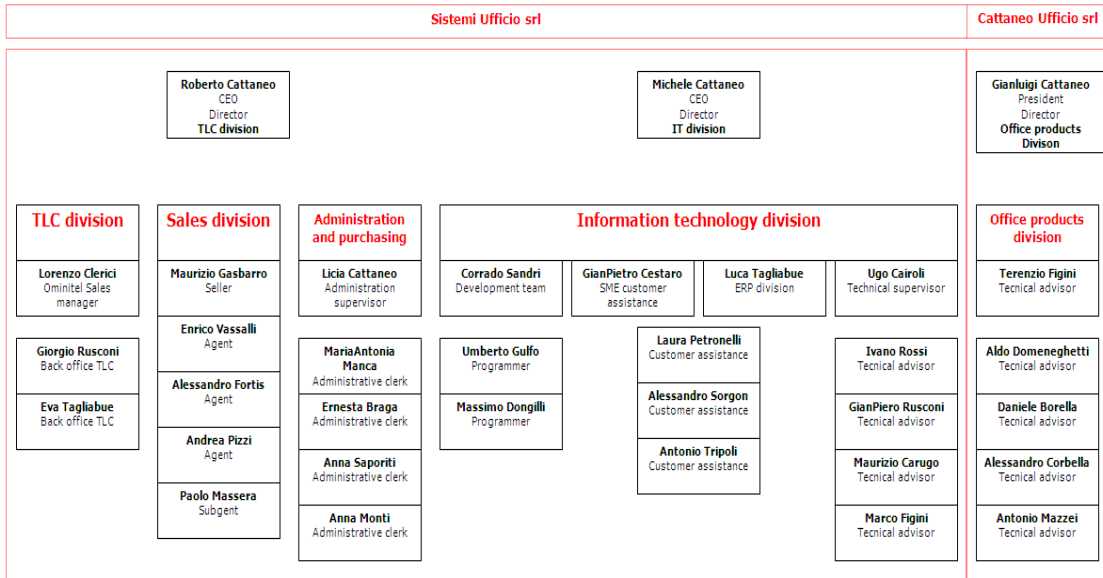 Sistemi Ufficio srl
Cattaneo Ufficio srl
Roberto Cattaneo
CEO
Director
TLC division
Michele Cattaneo
CEO
Director
IT division
Gianluigi Cattaneo
President
Director
Office products
Divison
TLC division
Lorenzo Clerici
Ominitel Sales
manager
Giorgio Rusconi
Back office TLC
Eva Tagliabue
Back office TLC
Sales division
Maurizio Gasbarro
Seller
Enrico Vassalli
Agent
Alessandro Fortis
Agent
Andrea Pizzi
Agent
Paolo Massera
Subgent
Administration
and purchasing
Licia Cattaneo
Administration
supervisor
MariaAntonia
Manca
Administrative clerk
Ernesta Braga
Administrative clerk
Anna Saporiti
Administrative clerk
Anna Monti
Administrative clerk
Information technology division
Corrado Sandri
Development team
Umberto Gulfo
Programmer
Massimo Dongilli
Programmer
GianPietro Cestaro
SME customer
assistance
Luca Tagliabue
ERP division
Laura Petronelli
Customer assistance
Alessandro Sorgon
Customer assistance
Antonio Tripoli
Customer assistance
Ugo Cairoli
Technical supervisor
Ivano Rossi
Tecnical advisor
GianPiero Rusconi
Tecnical advisor
Maurizio Carugo
Tecnical advisor
Marco Figini
Tecnical advisor
Office products
division
Terenzio Figini
Tecnical advisor
Aldo Domeneghetti
Tecnical advisor
Daniele Borella
Tecnical advisor
Alessandro Corbella
Tecnical advisor
Antonio Mazzei
Tecnical advisor